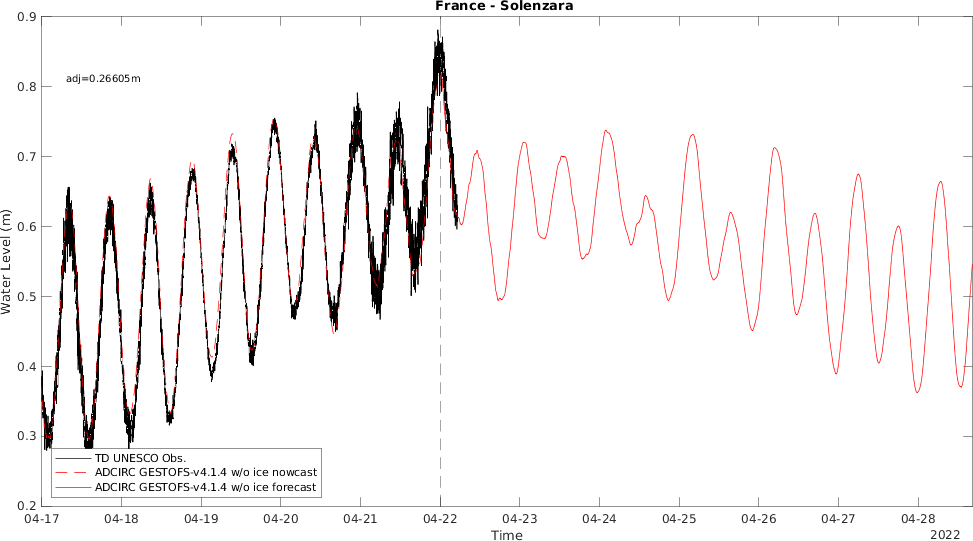 France - Solenzara
adj=0.26605m
Water Level (m)
0.9
0.8
0.7
0.6
0.5
0.4
0.3
0.2
TD UNESCO Obs.
ADCIRC GESTOFS-v4.1.4 w/o ice nowcast
ADCIRC GESTOFS-v4.1.4 w/o ice forecast
04-17 04-18 04-19 04-20 04-21 04-22 04-23 04-24 04-25 04-26 04-27 04-28
Time
2022